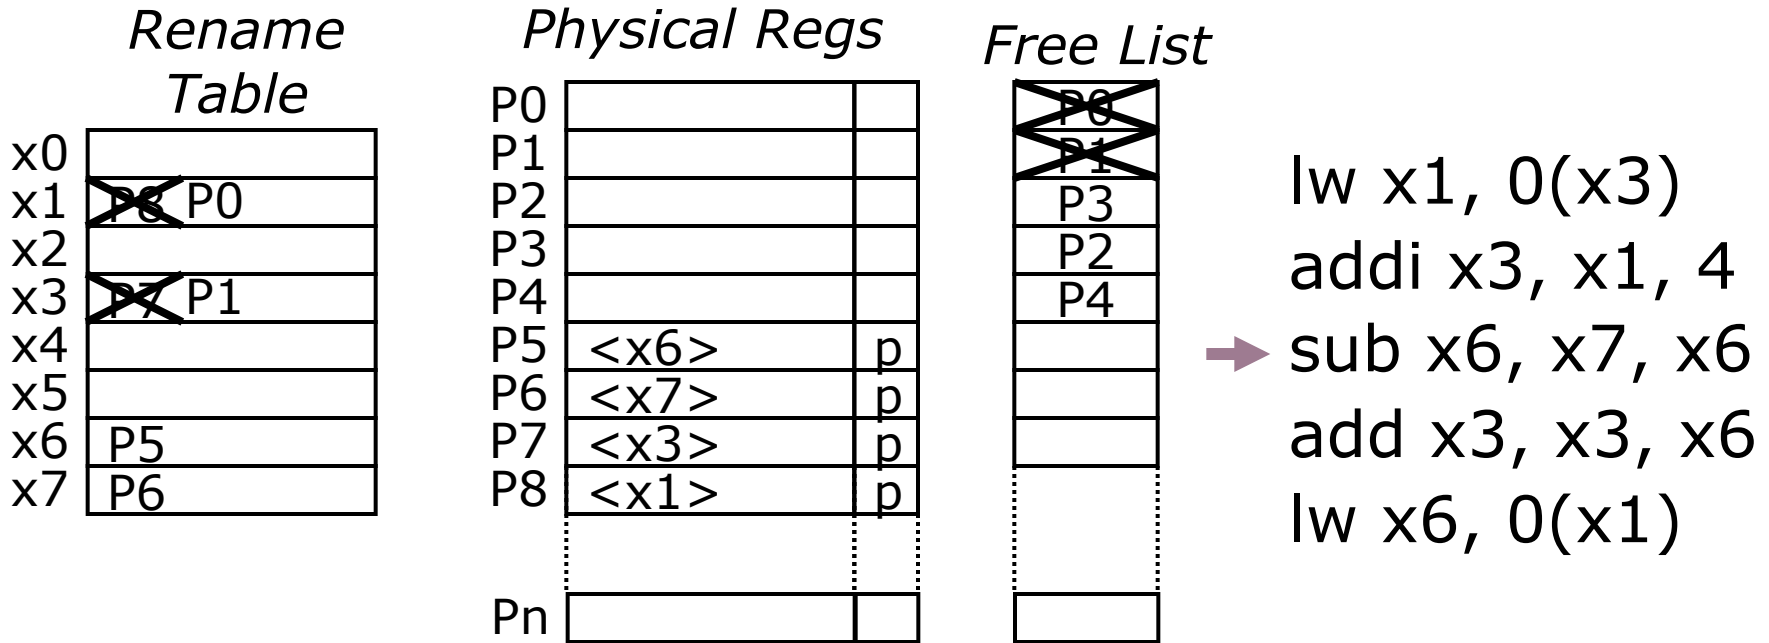 Rename
Table
x0
x1 P8 P0
x2
x3 P7 P1
x4
x5
x6 P5
x7 P6
Physical Regs
P0
P1
P2
P3
P4
P5 <x6> p
P6 <x7> p
P7 <x3> p
P8 <x1> p
Pn
Free List
P0
P1
P3
P2
P4
lw x1, 0(x3)
addi x3, x1, 4
sub x6, x7, x6
add x3, x3, x6
lw x6, 0(x1)